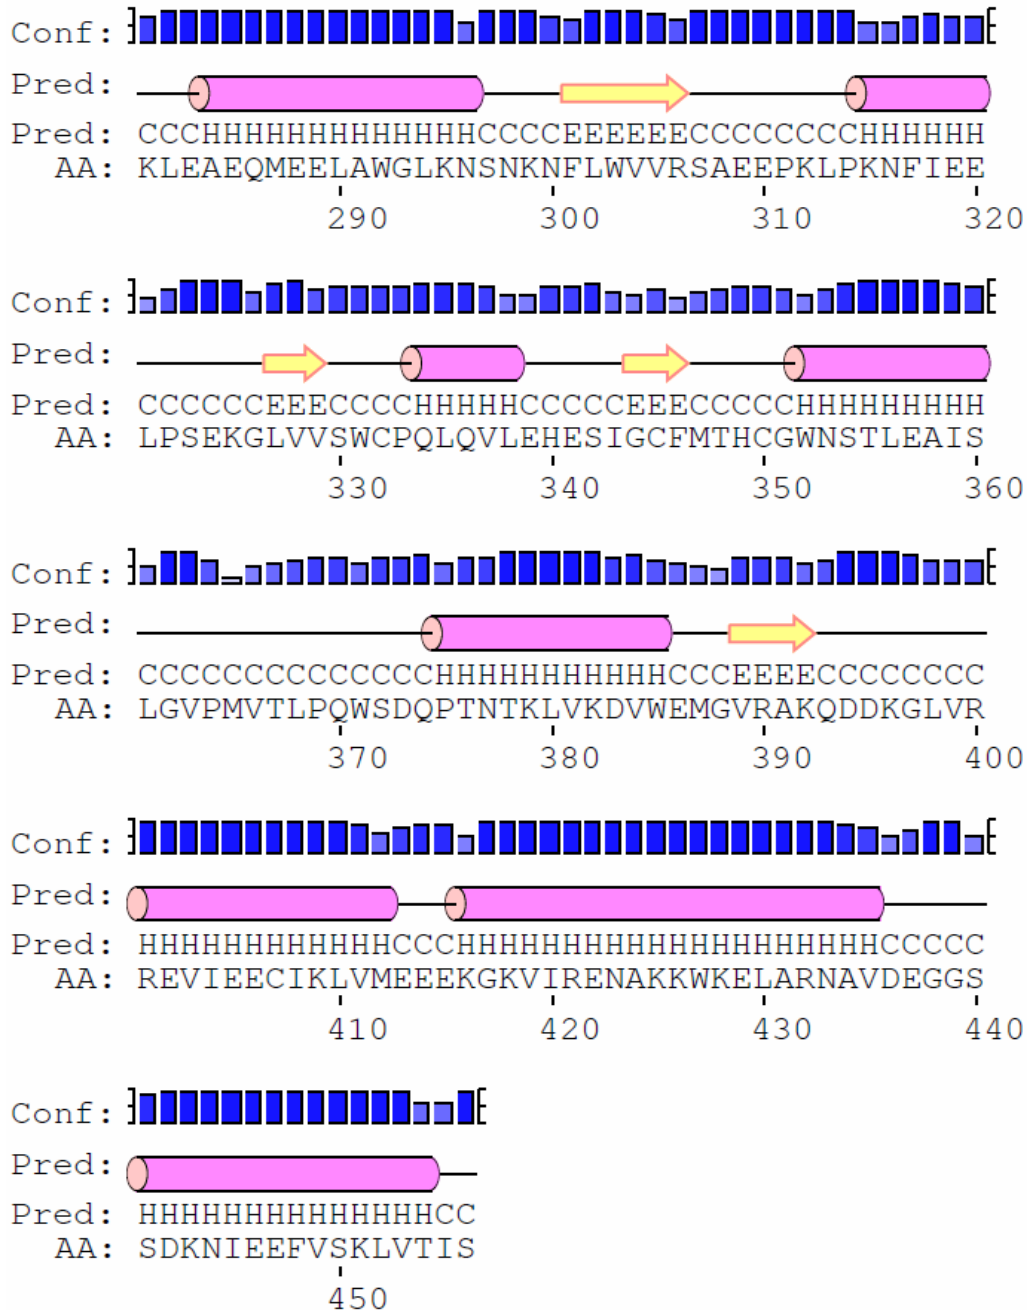 Conf:
Pred:
Pred: CCCHHHHHHHHHHHHHCCCCEEEEEECCCCCCCCHHHHHH
AA: KLEAEQMEELAWGLKNSNKNFLWVVRSAEEPKLPKNFIEE
290 300 310 320
Conf:
Pred:
Pred: CCCCCCEEECCCCHHHHHCCCCCEEECCCCCHHHHHHHHH
AA: LPSEKGLVVSWCPQLQVLEHESIGCFMTHCGWNSTLEAIS
330 340 350 360
Conf:
Pred:
Pred: CCCCCCCCCCCCCCHHHHHHHHHHHCCCEEEECCCCCCCC
AA: LGVPMVTLPQWSDQPTNTKLVKDVWEMGVRAKQDDKGLVR
370 380 390 400
Conf:
Pred:
Pred: HHHHHHHHHHHHCCCHHHHHHHHHHHHHHHHHHHHCCCCC
AA: REVIEECIKLVMEEEKGKVIRENAKKWKELARNAVDEGGS
410 420 430 440
Conf:
Pred:
Pred: HHHHHHHHHHHHHHCC
AA: SDKNIEEFVSKLVTIS
450